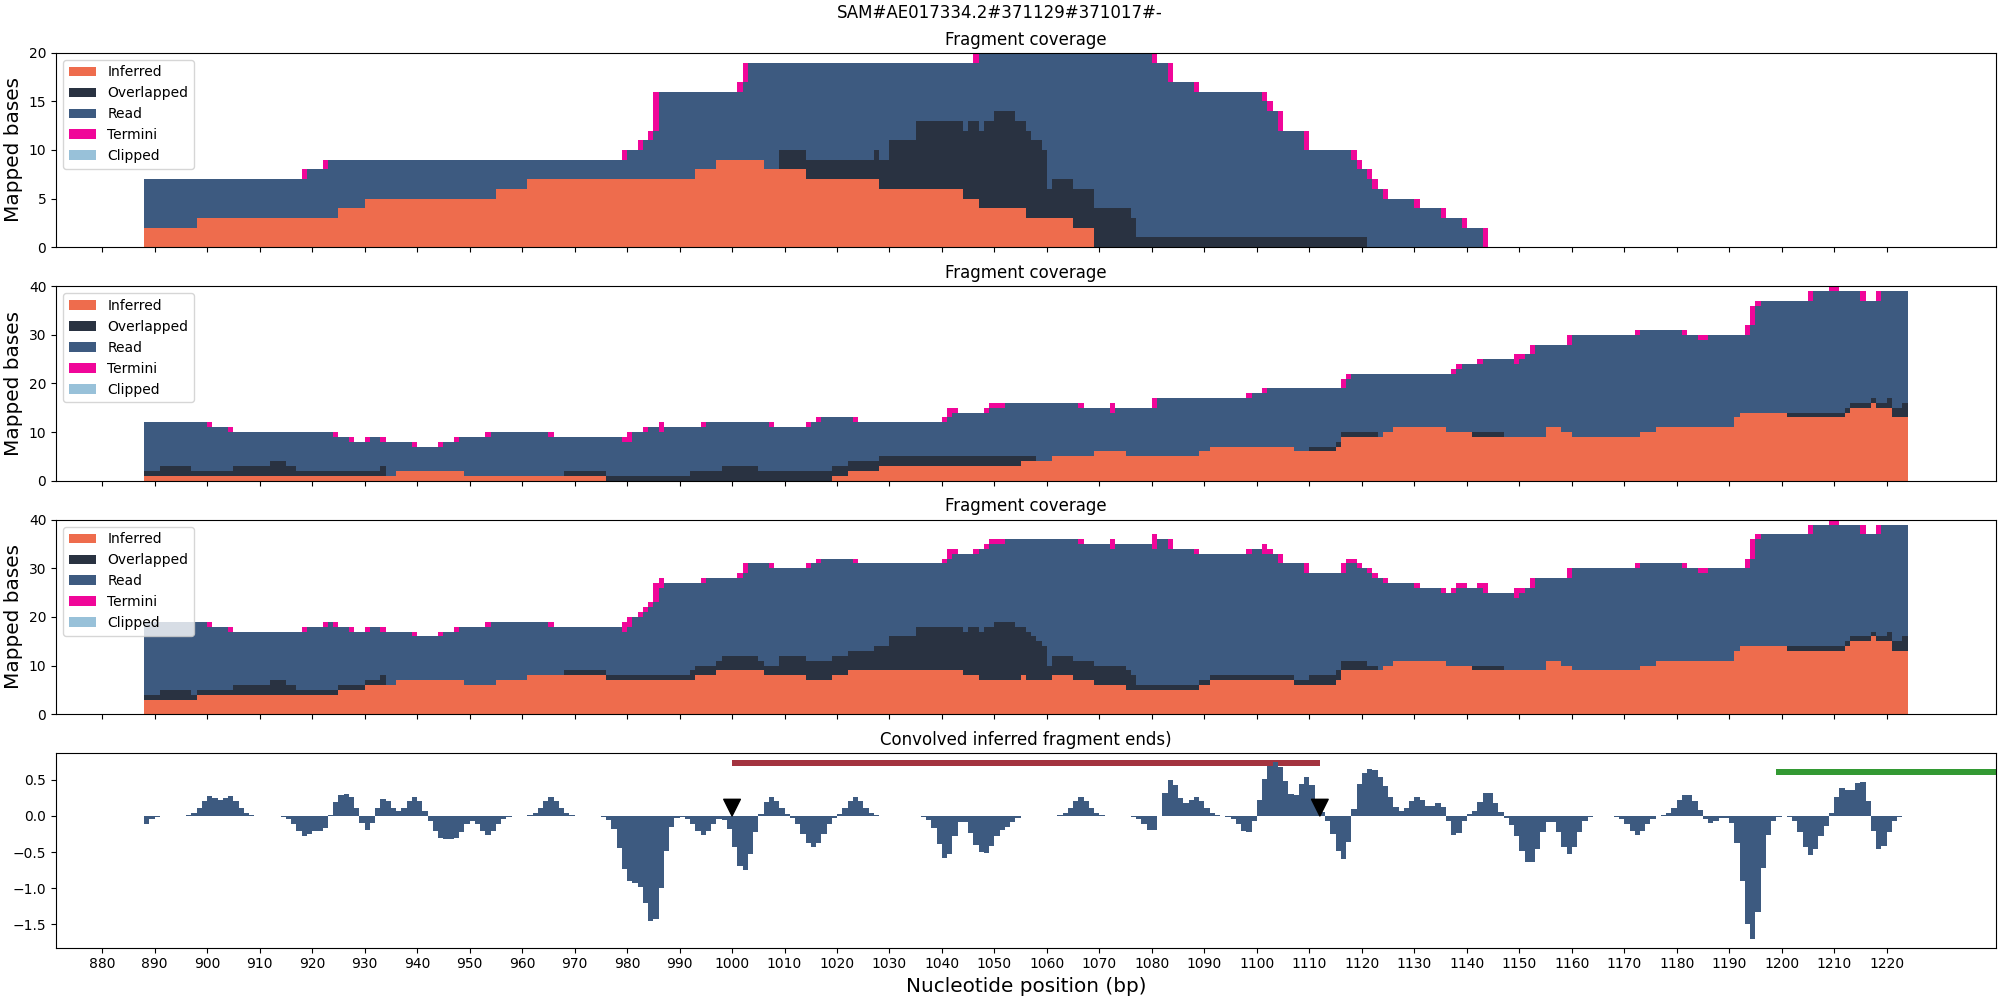 SAM#AE017334.2#371129#371017#-
Fragment coverage
Mapped bases
20
15
10
5
0
Inferred
Overlapped
Read
Termini
Clipped
Fragment coverage
Mapped bases
40
30
20
10
0
Inferred
Overlapped
Read
Termini
Clipped
Fragment coverage
Mapped bases
40
30
20
10
0
Inferred
Overlapped
Read
Termini
Clipped
Convolved inferred fragment ends)
0.5
0.0
−0.5
−1.0
−1.5
880 890 900 910 920 930 940 950 960 970 980 990 1000 1010 1020 1030 1040 1050 1060 1070 1080 1090 1100 1110 1120 1130 1140 1150 1160 1170 1180 1190 1200 1210 1220
Nucleotide position (bp)